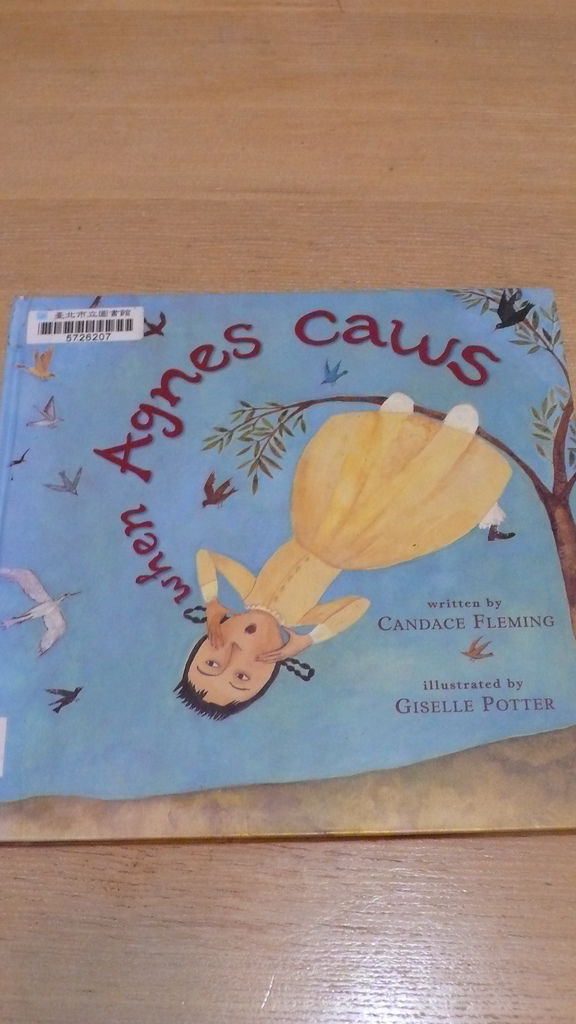 臺北市立圖書館
5726207
when Agnes caws
written by
CANDACE FLEMING
illustrated by
GISELLE POTTER